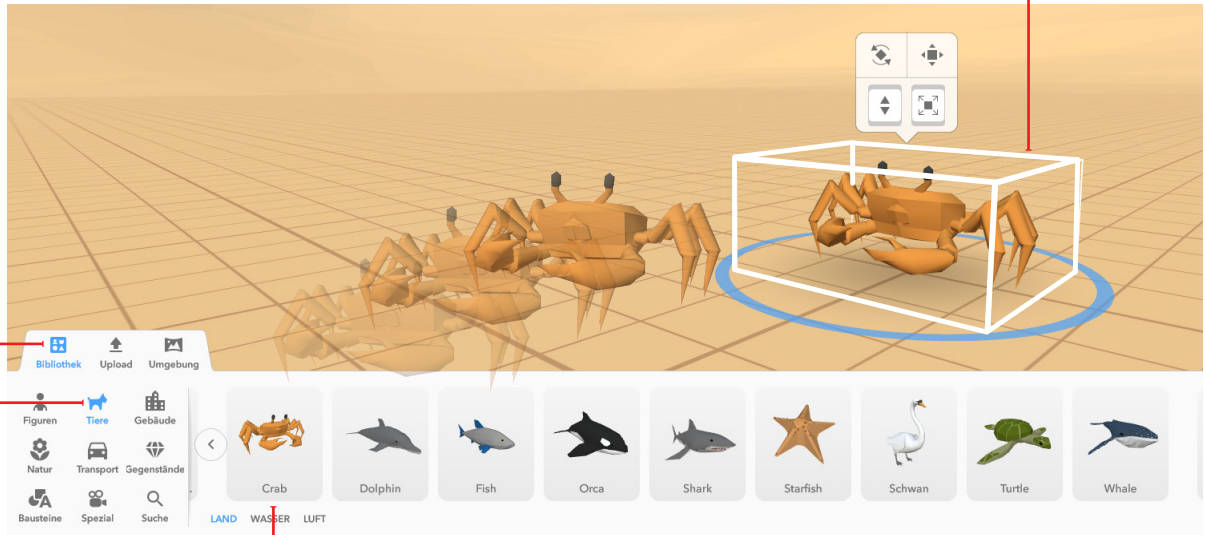 Bibliothek Upload Umgebung
Figuren Tiere Gebäude
Natur Transport Gegenstände
Bausteine Spezial Suche
Crab Dolphin Fish Orca Shark Starfish Schwan Turtle Whale
LAND WASSER LUFT